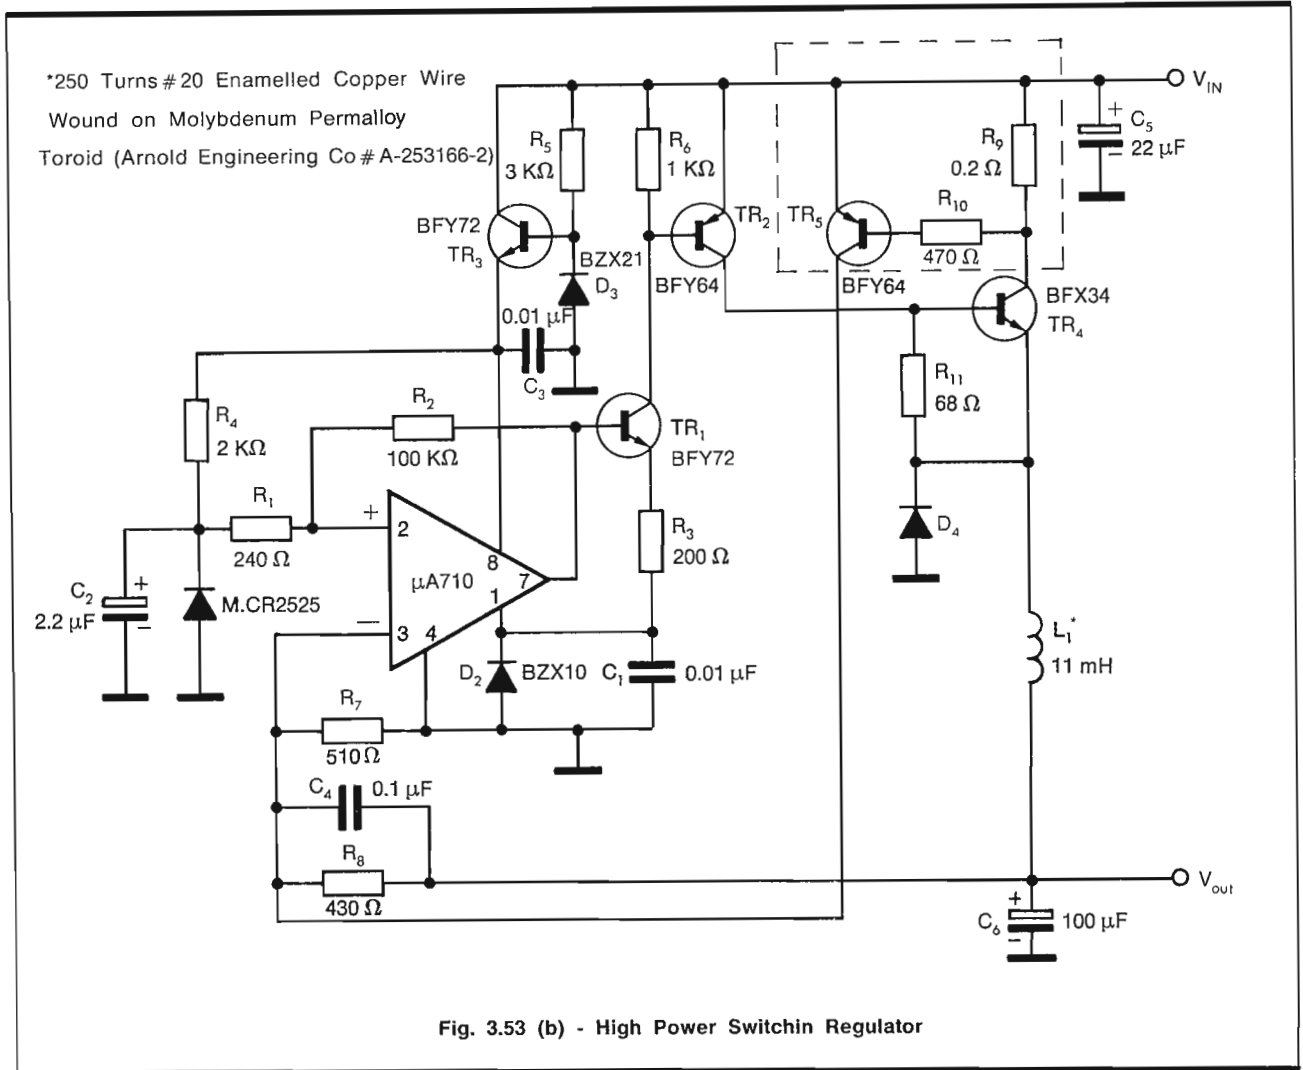 *250 Turns # 20 Enamelled Copper Wire
Wound on Molybdenum Permalloy
Toroid (Arnold Engineering Co # A-253166-2)
V_IN
+ C5
22 µF
−
R5
3 KΩ
R6
1 KΩ
R9
0.2 Ω
R10
470 Ω
BFY72
TR3
TR2
BFY64
TR5
BFY64
BZX21
D3
BFX34
TR4
0.01 µF
C3
R11
68 Ω
R4
2 KΩ
R2
100 KΩ
TR1
BFY72
R1
240 Ω
+ 2
8
µA710
7
1
− 3 4
R3
200 Ω
D4
C2 +
2.2 µF −
M.CR2525
D2 BZX10
C1 0.01 µF
L1*
11 mH
R7
510 Ω
C4 0.1 µF
R8
430 Ω
Vout
+
C6 100 µF
−
Fig. 3.53 (b) - High Power Switchin Regulator